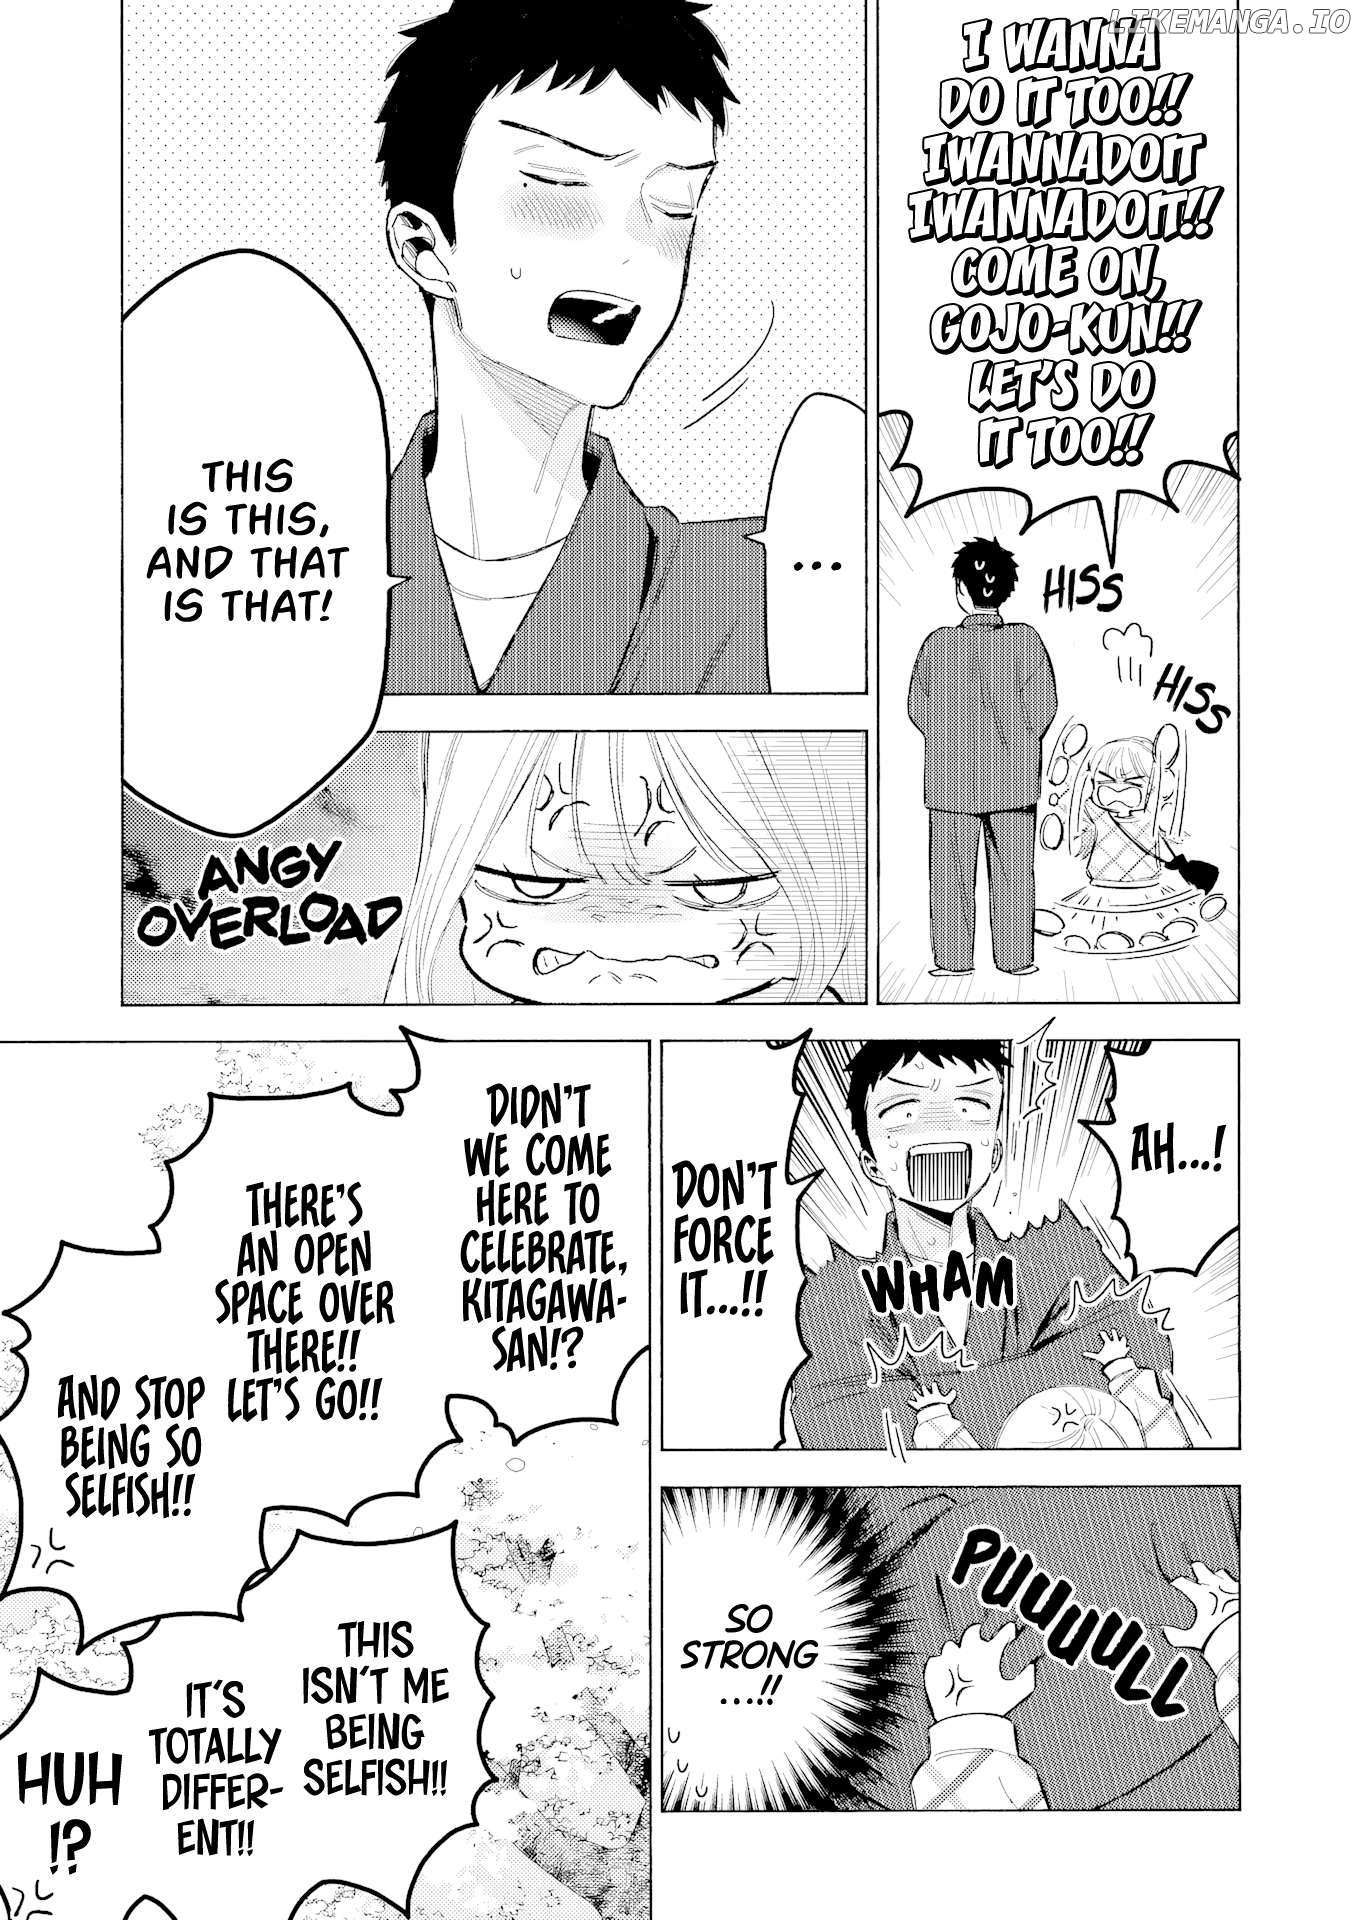 LIKEMANGA.IO
I WANNA
DO IT TOO!!
IWANNADOIT
IWANNADOIT!!
COME ON,
GOJO-KUN!!
LET'S DO
IT TOO!!
HISS
HISS
...
THIS
IS THIS,
AND THAT
IS THAT!
ANGY
OVERLOAD
AH...!
DON'T
FORCE
IT...!!
WHAM
PUUUULL
SO
STRONG
...!!
DIDN'T
WE COME
HERE TO
CELEBRATE,
KITAGAWA-
SAN!?
THERE'S
AN OPEN
SPACE OVER
THERE!!
LET'S GO!!
AND STOP
BEING SO
SELFISH!!
THIS
ISN'T ME
BEING
SELFISH!!
IT'S
TOTALLY
DIFFER-
ENT!!
HUH
!?